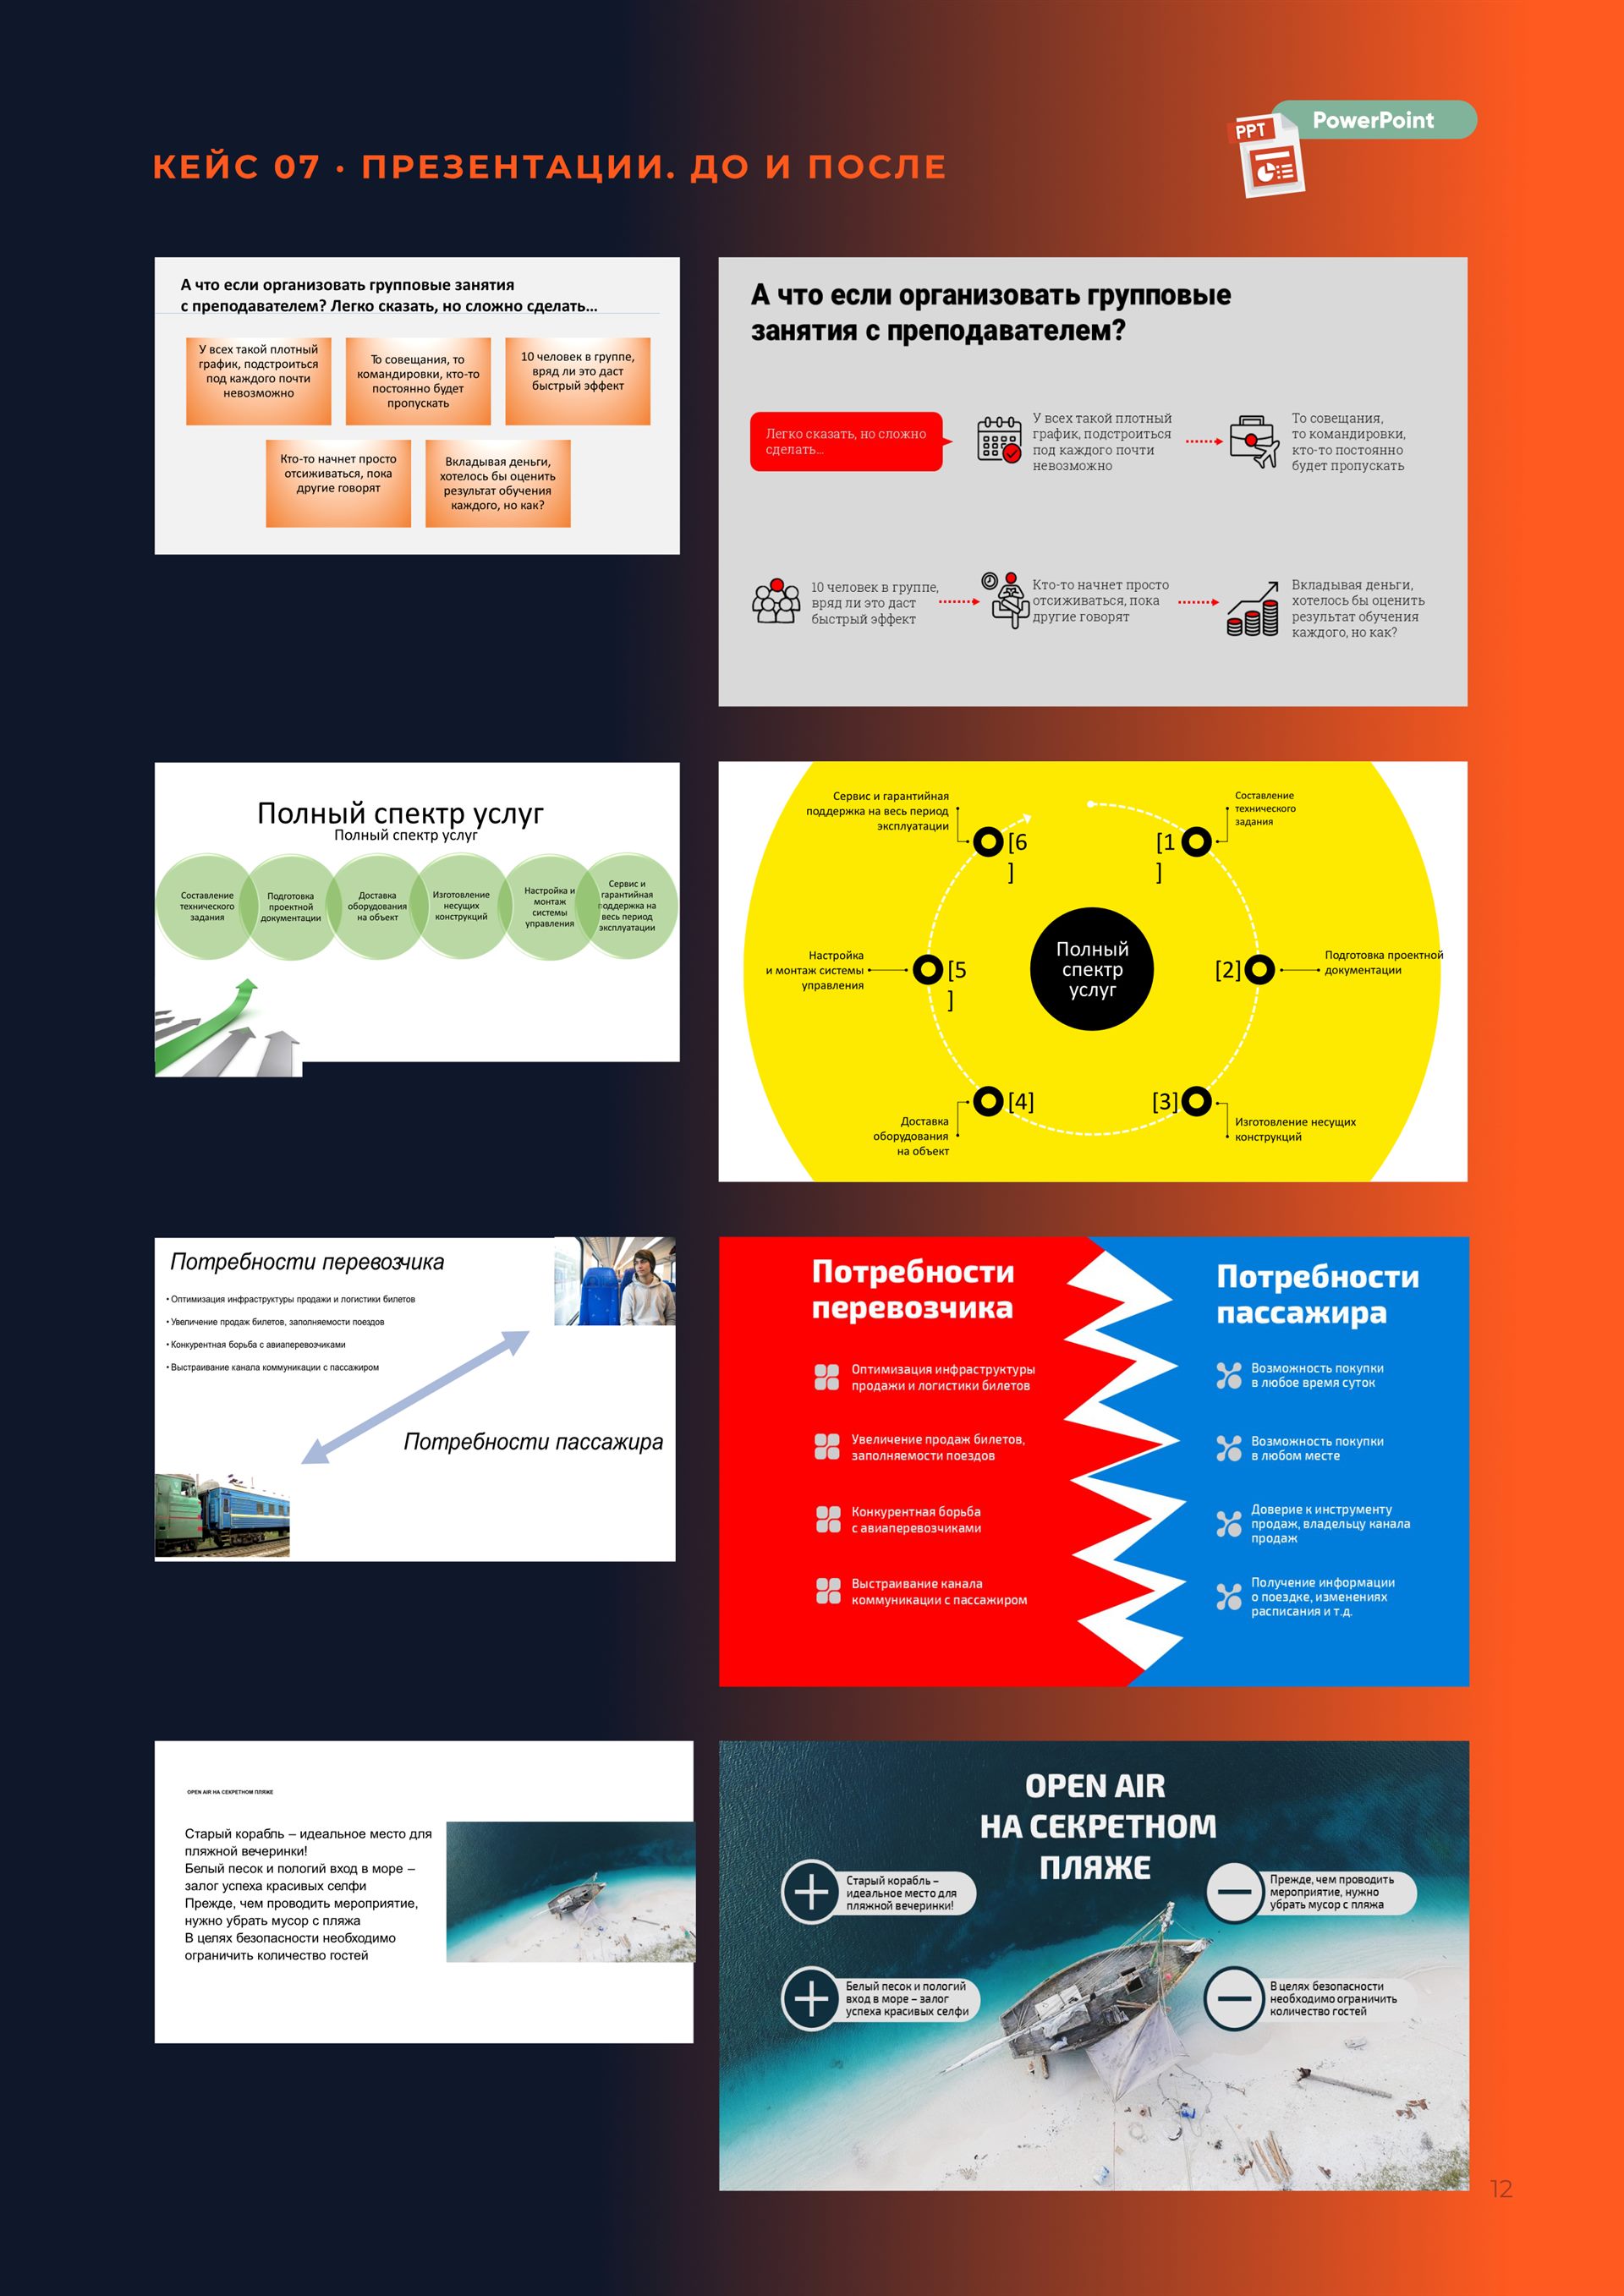 PowerPoint
PPT
КЕЙС 07 · ПРЕЗЕНТАЦИИ. ДО И ПОСЛЕ
А что если организовать групповые занятия
с преподавателем? Легко сказать, но сложно сделать...
У всех такой плотный
график, подстроиться
под каждого почти
невозможно
То совещания, то
командировки, кто-то
постоянно будет
пропускать
10 человек в группе,
вряд ли это даст
быстрый эффект
Кто-то начнет просто
отсиживаться, пока
другие говорят
Вкладывая деньги,
хотелось бы оценить
результат обучения
каждого, но как?
А что если организовать групповые
занятия с преподавателем?
Легко сказать, но сложно
сделать...
У всех такой плотный
график, подстроиться
под каждого почти
невозможно
То совещания,
то командировки,
кто-то постоянно
будет пропускать
10 человек в группе,
вряд ли это даст
быстрый эффект
Кто-то начнет просто
отсиживаться, пока
другие говорят
Вкладывая деньги,
хотелось бы оценить
результат обучения
каждого, но как?
Полный спектр услуг
Полный спектр услуг
Составление
технического
задания
Подготовка
проектной
документации
Доставка
оборудования
на объект
Изготовление
несущих
конструкций
Настройка и
монтаж
системы
управления
Сервис и
гарантийная
поддержка на
весь период
эксплуатации
Сервис и гарантийная
поддержка на весь период
эксплуатации
[6
]
[1
]
Составление
технического
задания
Настройка
и монтаж системы
управления
[5
]
Полный
спектр
услуг
[2]
Подготовка проектной
документации
Доставка
оборудования
на объект
[4]
[3]
Изготовление несущих
конструкций
Потребности перевозчика
• Оптимизация инфраструктуры продажи и логистики билетов
• Увеличение продаж билетов, заполняемости поездов
• Конкурентная борьба с авиаперевозчиками
• Выстраивание канала коммуникации с пассажиром
Потребности пассажира
Потребности
перевозчика
Оптимизация инфраструктуры
продажи и логистики билетов
Увеличение продаж билетов,
заполняемости поездов
Конкурентная борьба
с авиаперевозчиками
Выстраивание канала
коммуникации с пассажиром
Потребности
пассажира
Возможность покупки
в любое время суток
Возможность покупки
в любом месте
Доверие к инструменту
продаж, владельцу канала
продаж
Получение информации
о поездке, изменениях
расписания и т.д.
OPEN AIR НА СЕКРЕТНОМ ПЛЯЖЕ
Старый корабль – идеальное место для
пляжной вечеринки!
Белый песок и пологий вход в море –
залог успеха красивых селфи
Прежде, чем проводить мероприятие,
нужно убрать мусор с пляжа
В целях безопасности необходимо
ограничить количество гостей
OPEN AIR
НА СЕКРЕТНОМ
ПЛЯЖЕ
Старый корабль –
идеальное место для
пляжной вечеринки!
Белый песок и пологий
вход в море – залог
успеха красивых селфи
Прежде, чем проводить
мероприятие, нужно
убрать мусор с пляжа
В целях безопасности
необходимо ограничить
количество гостей
12